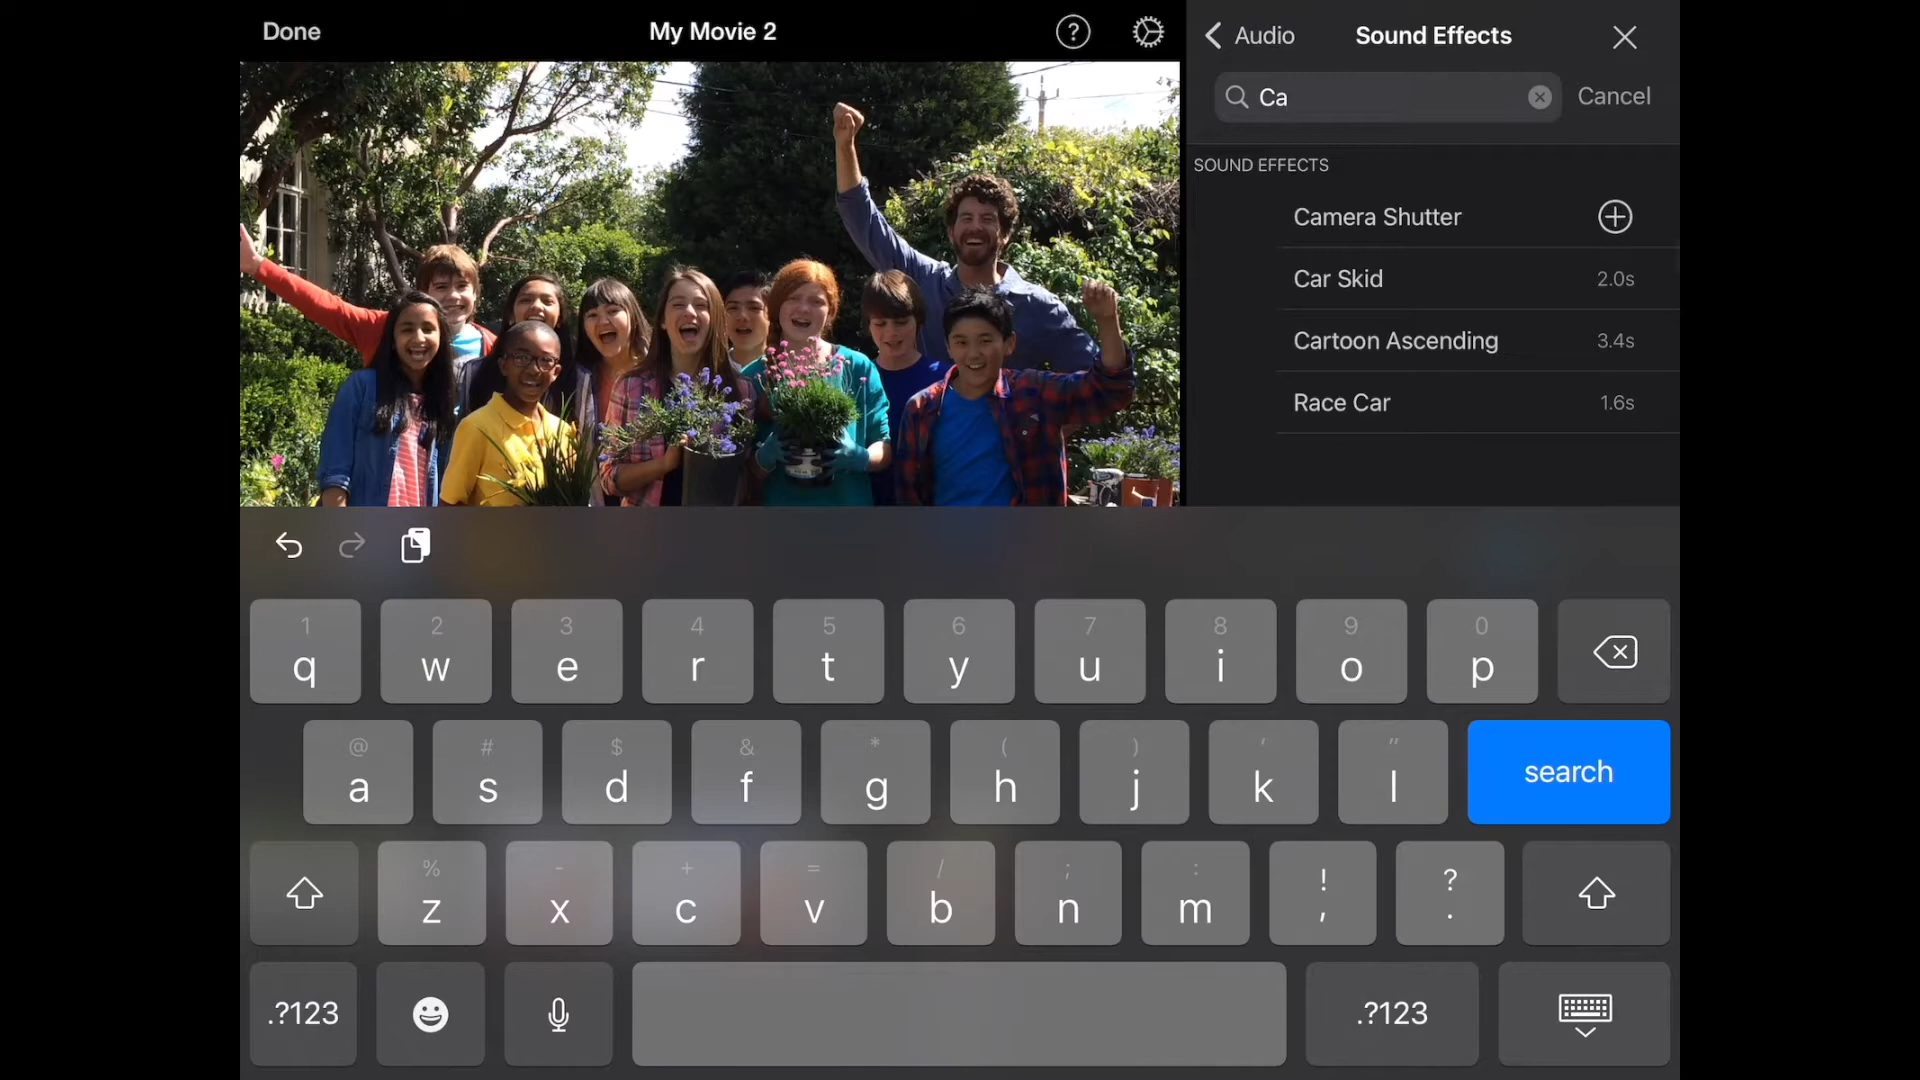 Done
My Movie 2
?
Audio
Sound Effects
Ca
Cancel
SOUND EFFECTS
Camera Shutter
Car Skid 2.0s
Cartoon Ascending 3.4s
Race Car 1.6s
1 2 3 4 5 6 7 8 9 0
q w e r t y u i o p
@ # $ & * ( ) ' "
a s d f g h j k l search
% - + = / ; : ! ?
z x c v b n m , .
.?123 .?123